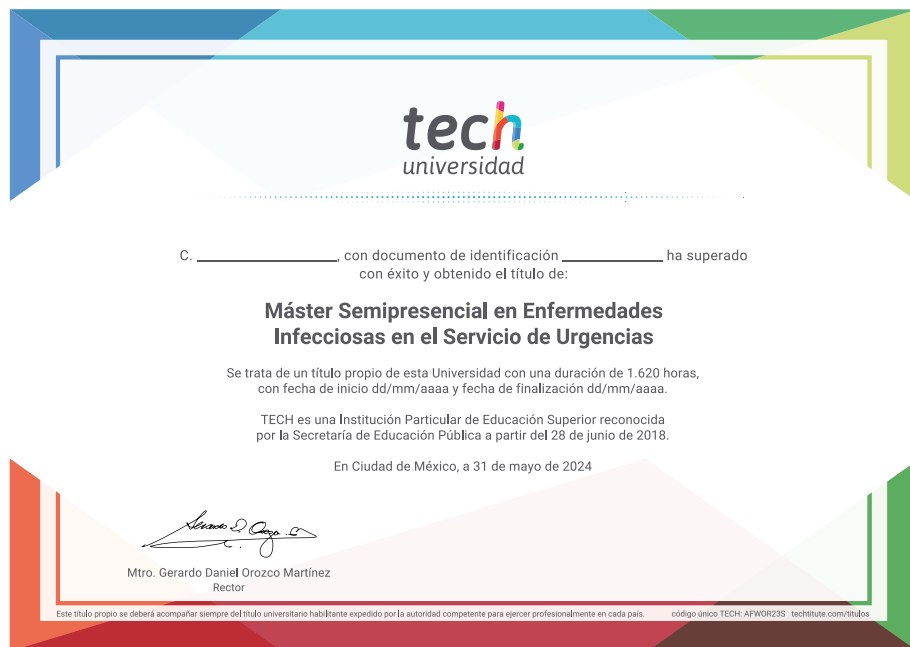 tech
universidad
C. __________________, con documento de identificación _____________ ha superado
con éxito y obtenido el título de:
Máster Semipresencial en Enfermedades
Infecciosas en el Servicio de Urgencias
Se trata de un título propio de esta Universidad con una duración de 1.620 horas,
con fecha de inicio dd/mm/aaaa y fecha de finalización dd/mm/aaaa.
TECH es una Institución Particular de Educación Superior reconocida
por la Secretaría de Educación Pública a partir del 28 de junio de 2018.
En Ciudad de México, a 31 de mayo de 2024
Mtro. Gerardo Daniel Orozco Martínez
Rector
Este título propio se deberá acompañar siempre del título universitario habilitante expedido por la autoridad competente para ejercer profesionalmente en cada país. código único TECH: AFWOR23S techtitute.com/titulos